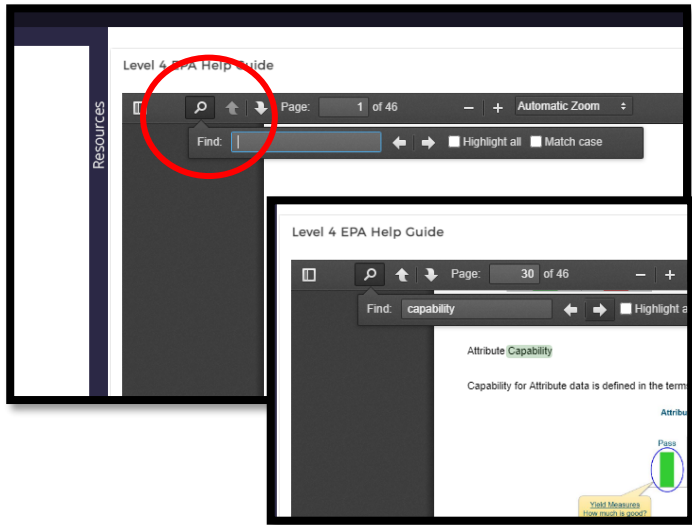 Level 4 EPA Help Guide
Resources
Page: 1 of 46
Automatic Zoom
Find:
Highlight all
Match case
Level 4 EPA Help Guide
Page: 30 of 46
Find: capability
Highlight a
Attribute Capability
Capability for Attribute data is defined in the terms
Attribu
Pass
Yield Measures
How much is good?